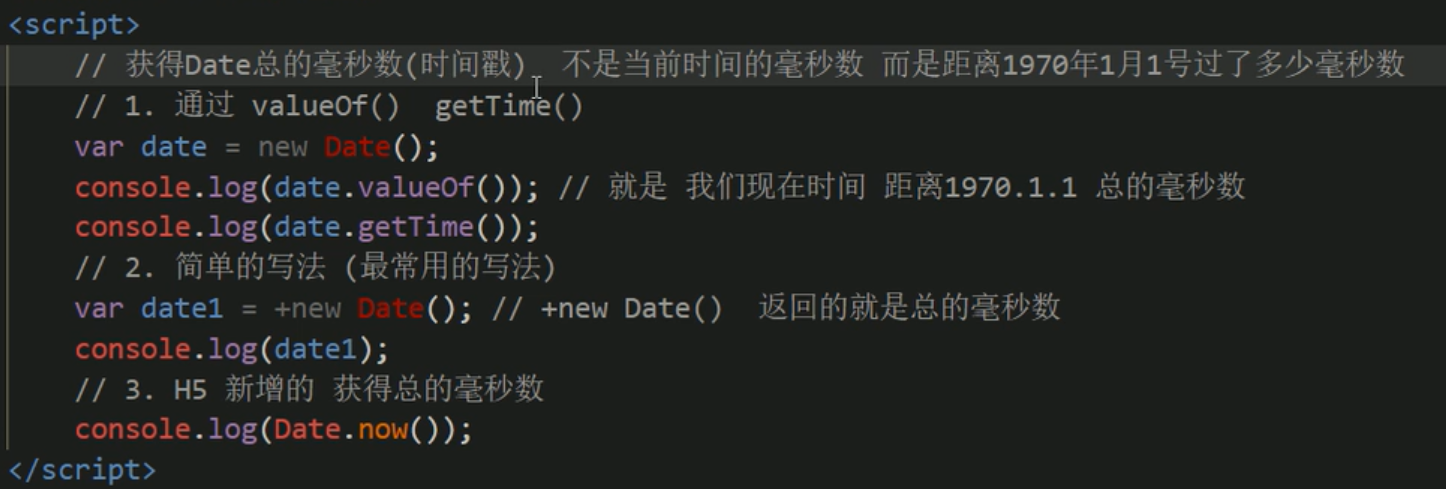 <script>
// 获得Date总的毫秒数(时间戳)  不是当前时间的毫秒数 而是距离1970年1月1号过了多少毫秒数
// 1. 通过 valueOf()  getTime()
var date = new Date();
console.log(date.valueOf()); // 就是 我们现在时间 距离1970.1.1 总的毫秒数
console.log(date.getTime());
// 2. 简单的写法 (最常用的写法)
var date1 = +new Date(); // +new Date()  返回的就是总的毫秒数
console.log(date1);
// 3. H5 新增的 获得总的毫秒数
console.log(Date.now());
</script>